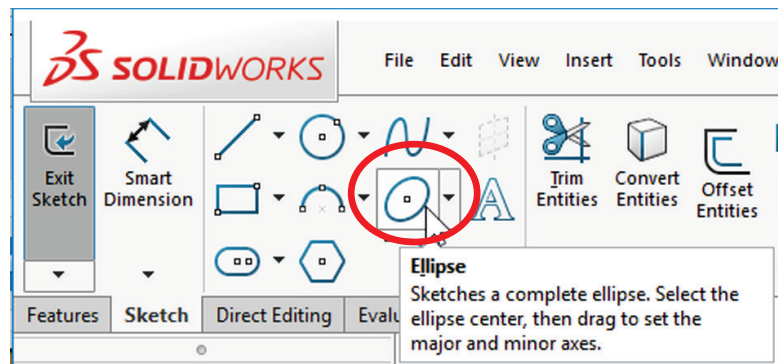 SOLIDWORKS
File Edit View Insert Tools Window
Exit
Sketch
Smart
Dimension
Trim
Entities
Convert
Entities
Offset
Entities
A
Ellipse
Sketches a complete ellipse. Select the
ellipse center, then drag to set the
major and minor axes.
Features Sketch Direct Editing Evalu